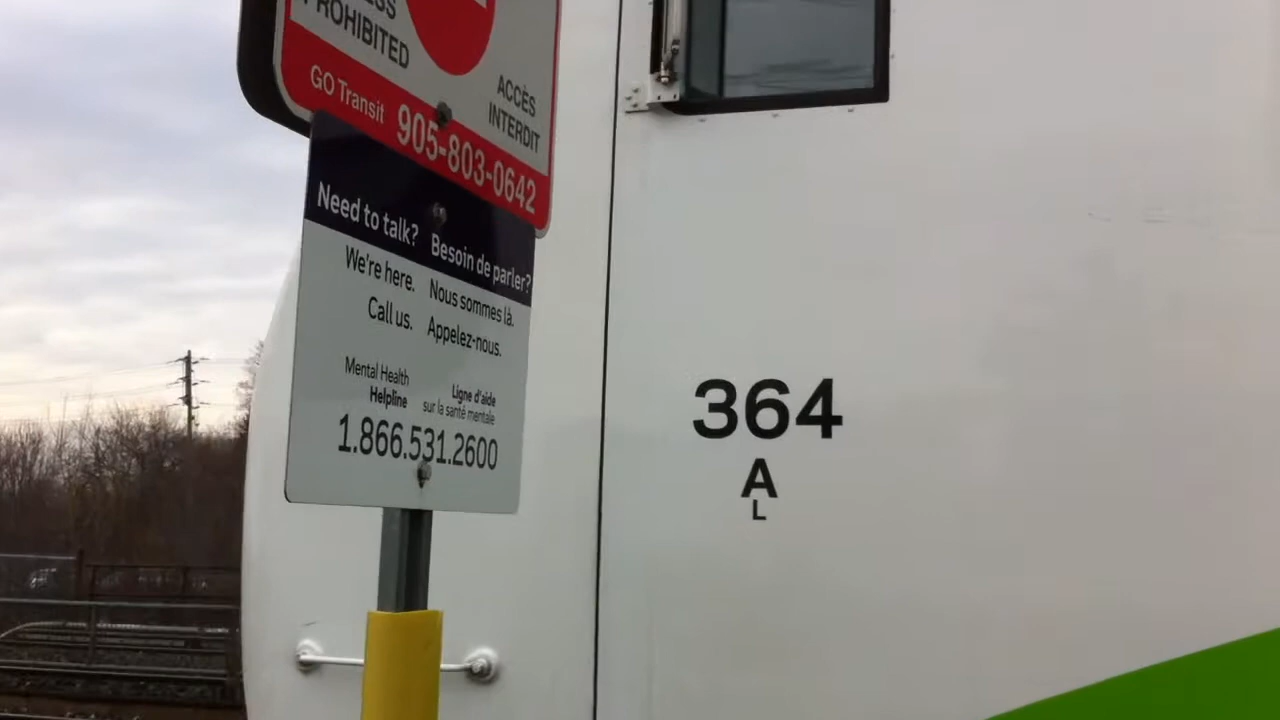 PROHIBITED
ACCÈS
INTERDIT
GO Transit 905-803-0642
Need to talk? Besoin de parler?
We're here. Nous sommes là.
Call us. Appelez-nous.
Mental Health Ligne d'aide
Helpline sur la santé mentale
1.866.531.2600
364
A
L